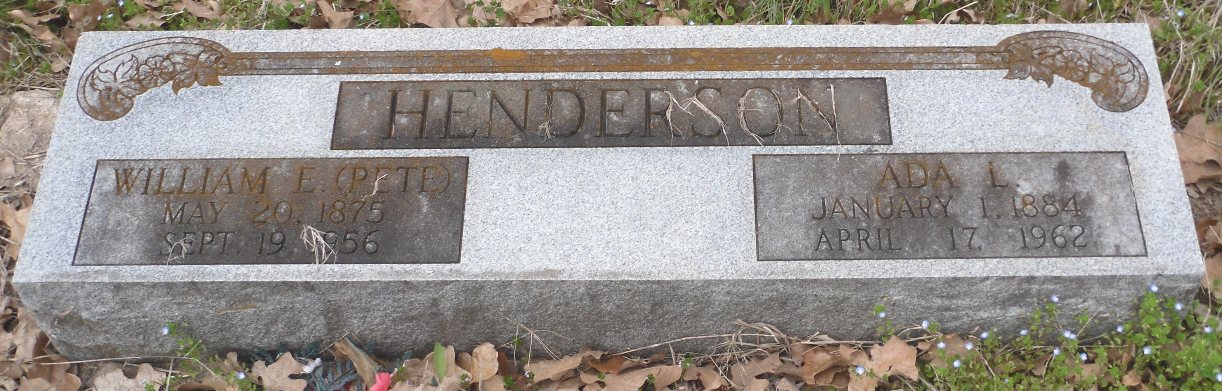 HENDERSON
WILLIAM E. (PETE)
MAY 20, 1875
SEPT 19, 1956
ADA L.
JANUARY 1, 1884
APRIL 17, 1962